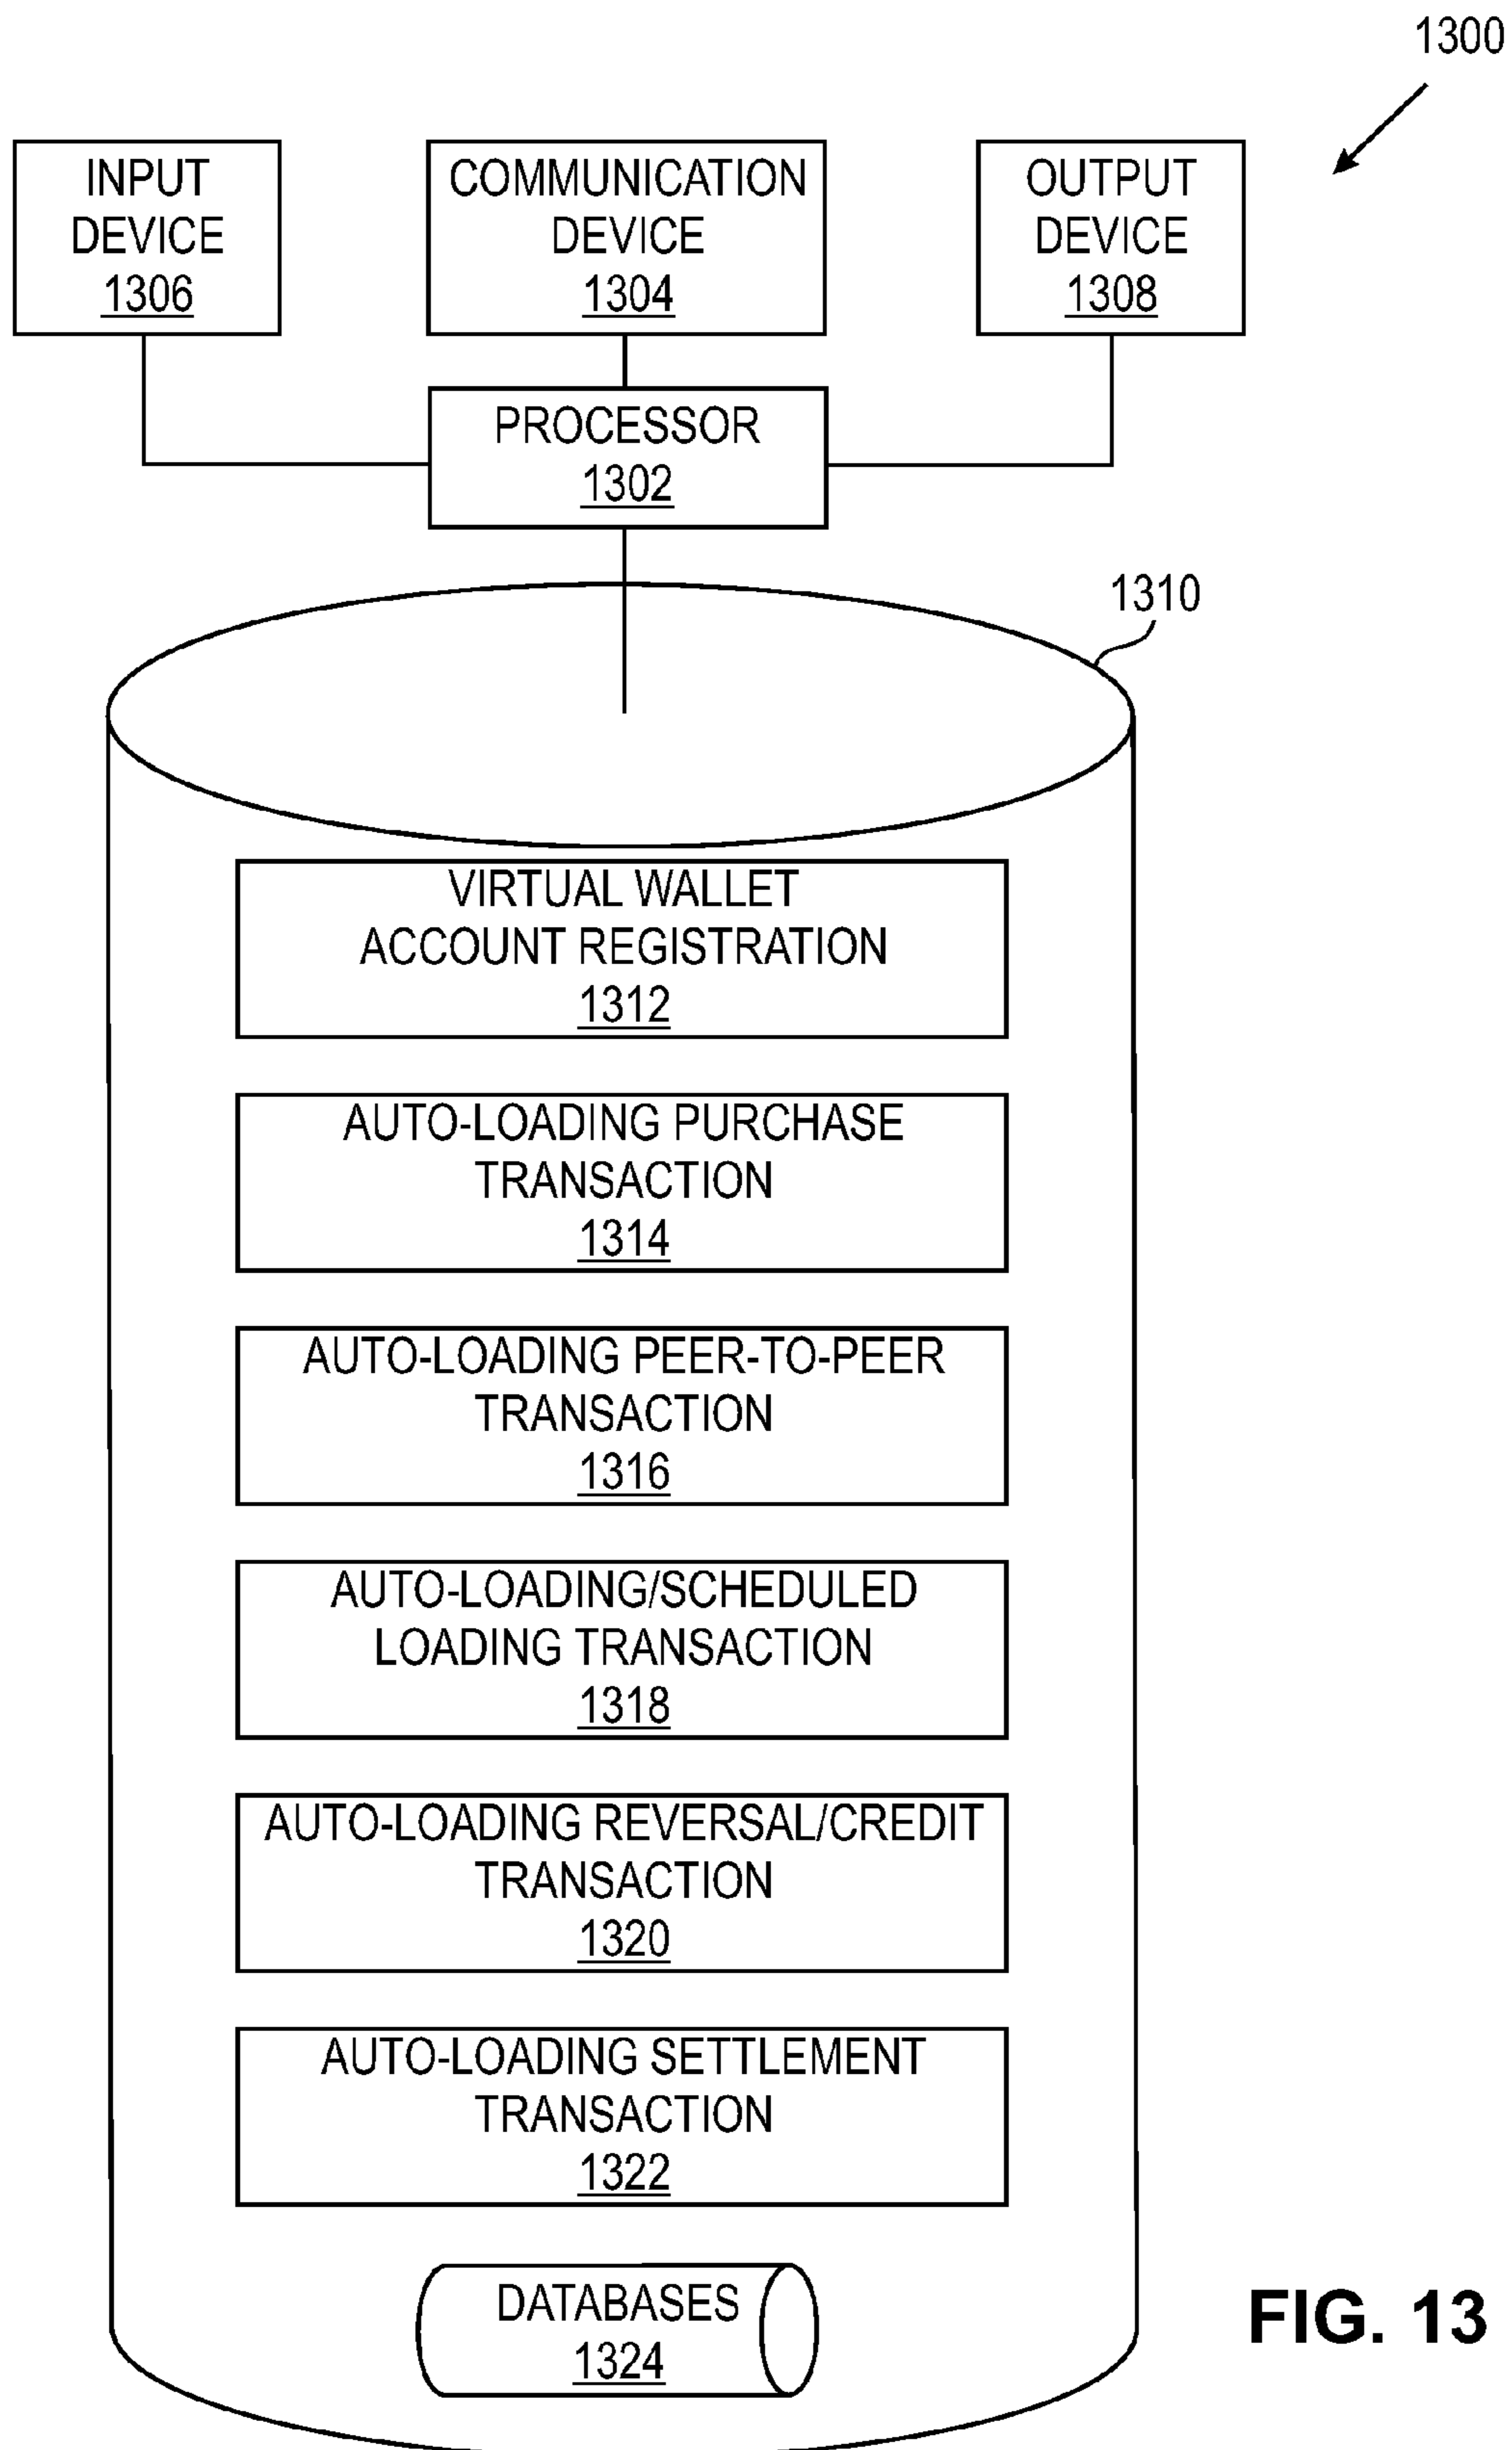 1300
INPUT
DEVICE
1306
COMMUNICATION
DEVICE
1304
OUTPUT
DEVICE
1308
PROCESSOR
1302
1310
VIRTUAL WALLET
ACCOUNT REGISTRATION
1312
AUTO-LOADING PURCHASE
TRANSACTION
1314
AUTO-LOADING PEER-TO-PEER
TRANSACTION
1316
AUTO-LOADING/SCHEDULED
LOADING TRANSACTION
1318
AUTO-LOADING REVERSAL/CREDIT
TRANSACTION
1320
AUTO-LOADING SETTLEMENT
TRANSACTION
1322
DATABASES
1324
FIG. 13